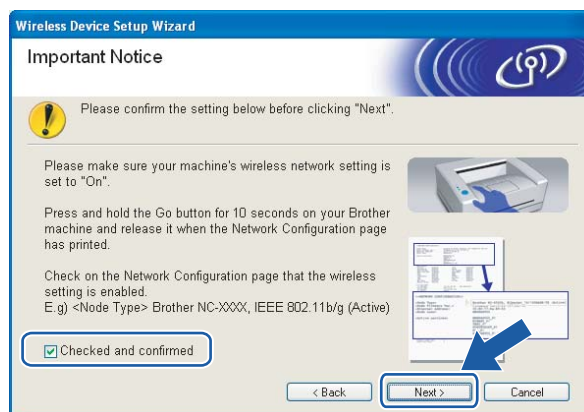 Wireless Device Setup Wizard
Important Notice
Please confirm the setting below before clicking "Next".
Please make sure your machine's wireless network setting is
set to "On".
Press and hold the Go button for 10 seconds on your Brother
machine and release it when the Network Configuration page
has printed.
Check on the Network Configuration page that the wireless
setting is enabled.
E.g) <Node Type> Brother NC-XXXX, IEEE 802.11b/g (Active)
Checked and confirmed
< Back
Next >
Cancel